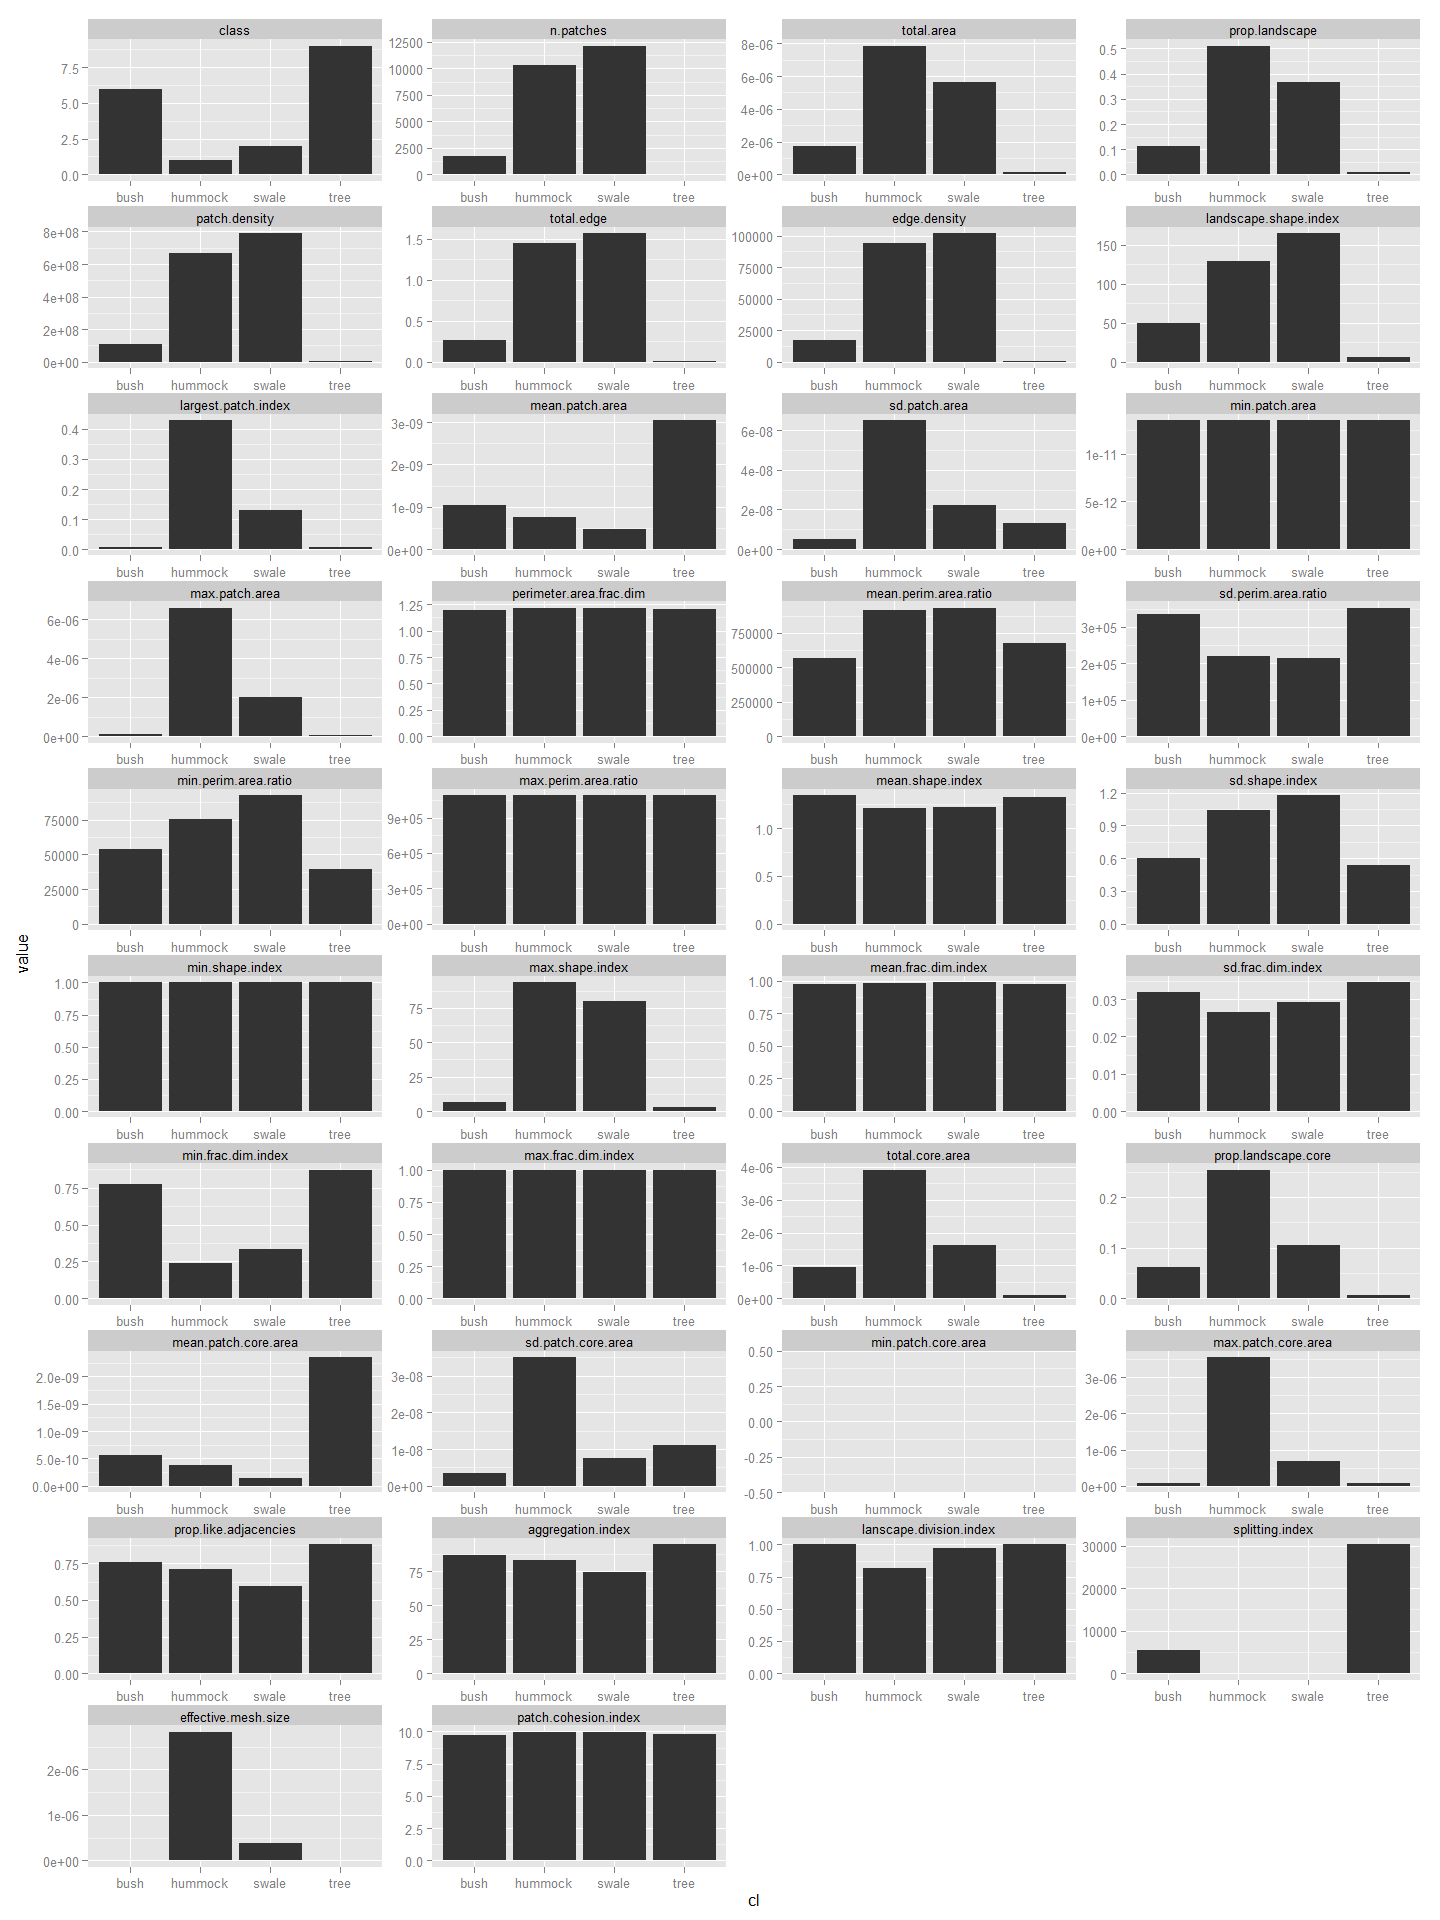 class n.patches total.area prop.landscape
7.5 5.0 2.5 0.0
12500 10000 7500 5000 2500 0
8e-06 6e-06 4e-06 2e-06 0e+00
0.5 0.4 0.3 0.2 0.1 0.0
bush hummock swale tree bush hummock swale tree bush hummock swale tree bush hummock swale tree
patch.density total.edge edge.density landscape.shape.index
8e+08 6e+08 4e+08 2e+08 0e+00
1.5 1.0 0.5 0.0
100000 75000 50000 25000 0
150 100 50 0
bush hummock swale tree bush hummock swale tree bush hummock swale tree bush hummock swale tree
largest.patch.index mean.patch.area sd.patch.area min.patch.area
0.4 0.3 0.2 0.1 0.0
3e-09 2e-09 1e-09 0e+00
6e-08 4e-08 2e-08 0e+00
1e-11 5e-12 0e+00
bush hummock swale tree bush hummock swale tree bush hummock swale tree bush hummock swale tree
max.patch.area perimeter.area.frac.dim mean.perim.area.ratio sd.perim.area.ratio
6e-06 4e-06 2e-06 0e+00
1.25 1.00 0.75 0.50 0.25 0.00
750000 500000 250000 0
3e+05 2e+05 1e+05 0e+00
bush hummock swale tree bush hummock swale tree bush hummock swale tree bush hummock swale tree
min.perim.area.ratio max.perim.area.ratio mean.shape.index sd.shape.index
75000 50000 25000 0
9e+05 6e+05 3e+05 0e+00
1.0 0.5 0.0
1.2 0.9 0.6 0.3 0.0
bush hummock swale tree bush hummock swale tree bush hummock swale tree bush hummock swale tree
value
min.shape.index max.shape.index mean.frac.dim.index sd.frac.dim.index
1.00 0.75 0.50 0.25 0.00
75 50 25 0
1.00 0.75 0.50 0.25 0.00
0.03 0.02 0.01 0.00
bush hummock swale tree bush hummock swale tree bush hummock swale tree bush hummock swale tree
min.frac.dim.index max.frac.dim.index total.core.area prop.landscape.core
0.75 0.50 0.25 0.00
1.00 0.75 0.50 0.25 0.00
4e-06 3e-06 2e-06 1e-06 0e+00
0.2 0.1 0.0
bush hummock swale tree bush hummock swale tree bush hummock swale tree bush hummock swale tree
mean.patch.core.area sd.patch.core.area min.patch.core.area max.patch.core.area
2.0e-09 1.5e-09 1.0e-09 5.0e-10 0.0e+00
3e-08 2e-08 1e-08 0e+00
0.50 0.25 0.00 -0.25 -0.50
3e-06 2e-06 1e-06 0e+00
bush hummock swale tree bush hummock swale tree bush hummock swale tree bush hummock swale tree
prop.like.adjacencies aggregation.index lanscape.division.index splitting.index
0.75 0.50 0.25 0.00
75 50 25 0
1.00 0.75 0.50 0.25 0.00
30000 20000 10000 0
bush hummock swale tree bush hummock swale tree bush hummock swale tree bush hummock swale tree
effective.mesh.size patch.cohesion.index
2e-06 1e-06 0e+00
10.0 7.5 5.0 2.5 0.0
bush hummock swale tree bush hummock swale tree
cl